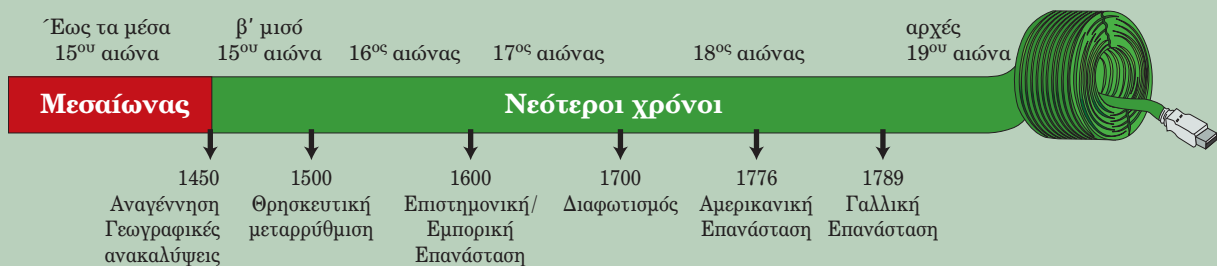 Έως τα μέσα
15ου αιώνα
β΄ μισό
15ου αιώνα
16ος αιώνας
17ος αιώνας
18ος αιώνας
αρχές
19ου αιώνα
Μεσαίωνας
Νεότεροι χρόνοι
1450
Αναγέννηση
Γεωγραφικές
ανακαλύψεις
1500
Θρησκευτική
μεταρρύθμιση
1600
Επιστημονική/
Εμπορική
Επανάσταση
1700
Διαφωτισμός
1776
Αμερικανική
Επανάσταση
1789
Γαλλική
Επανάσταση